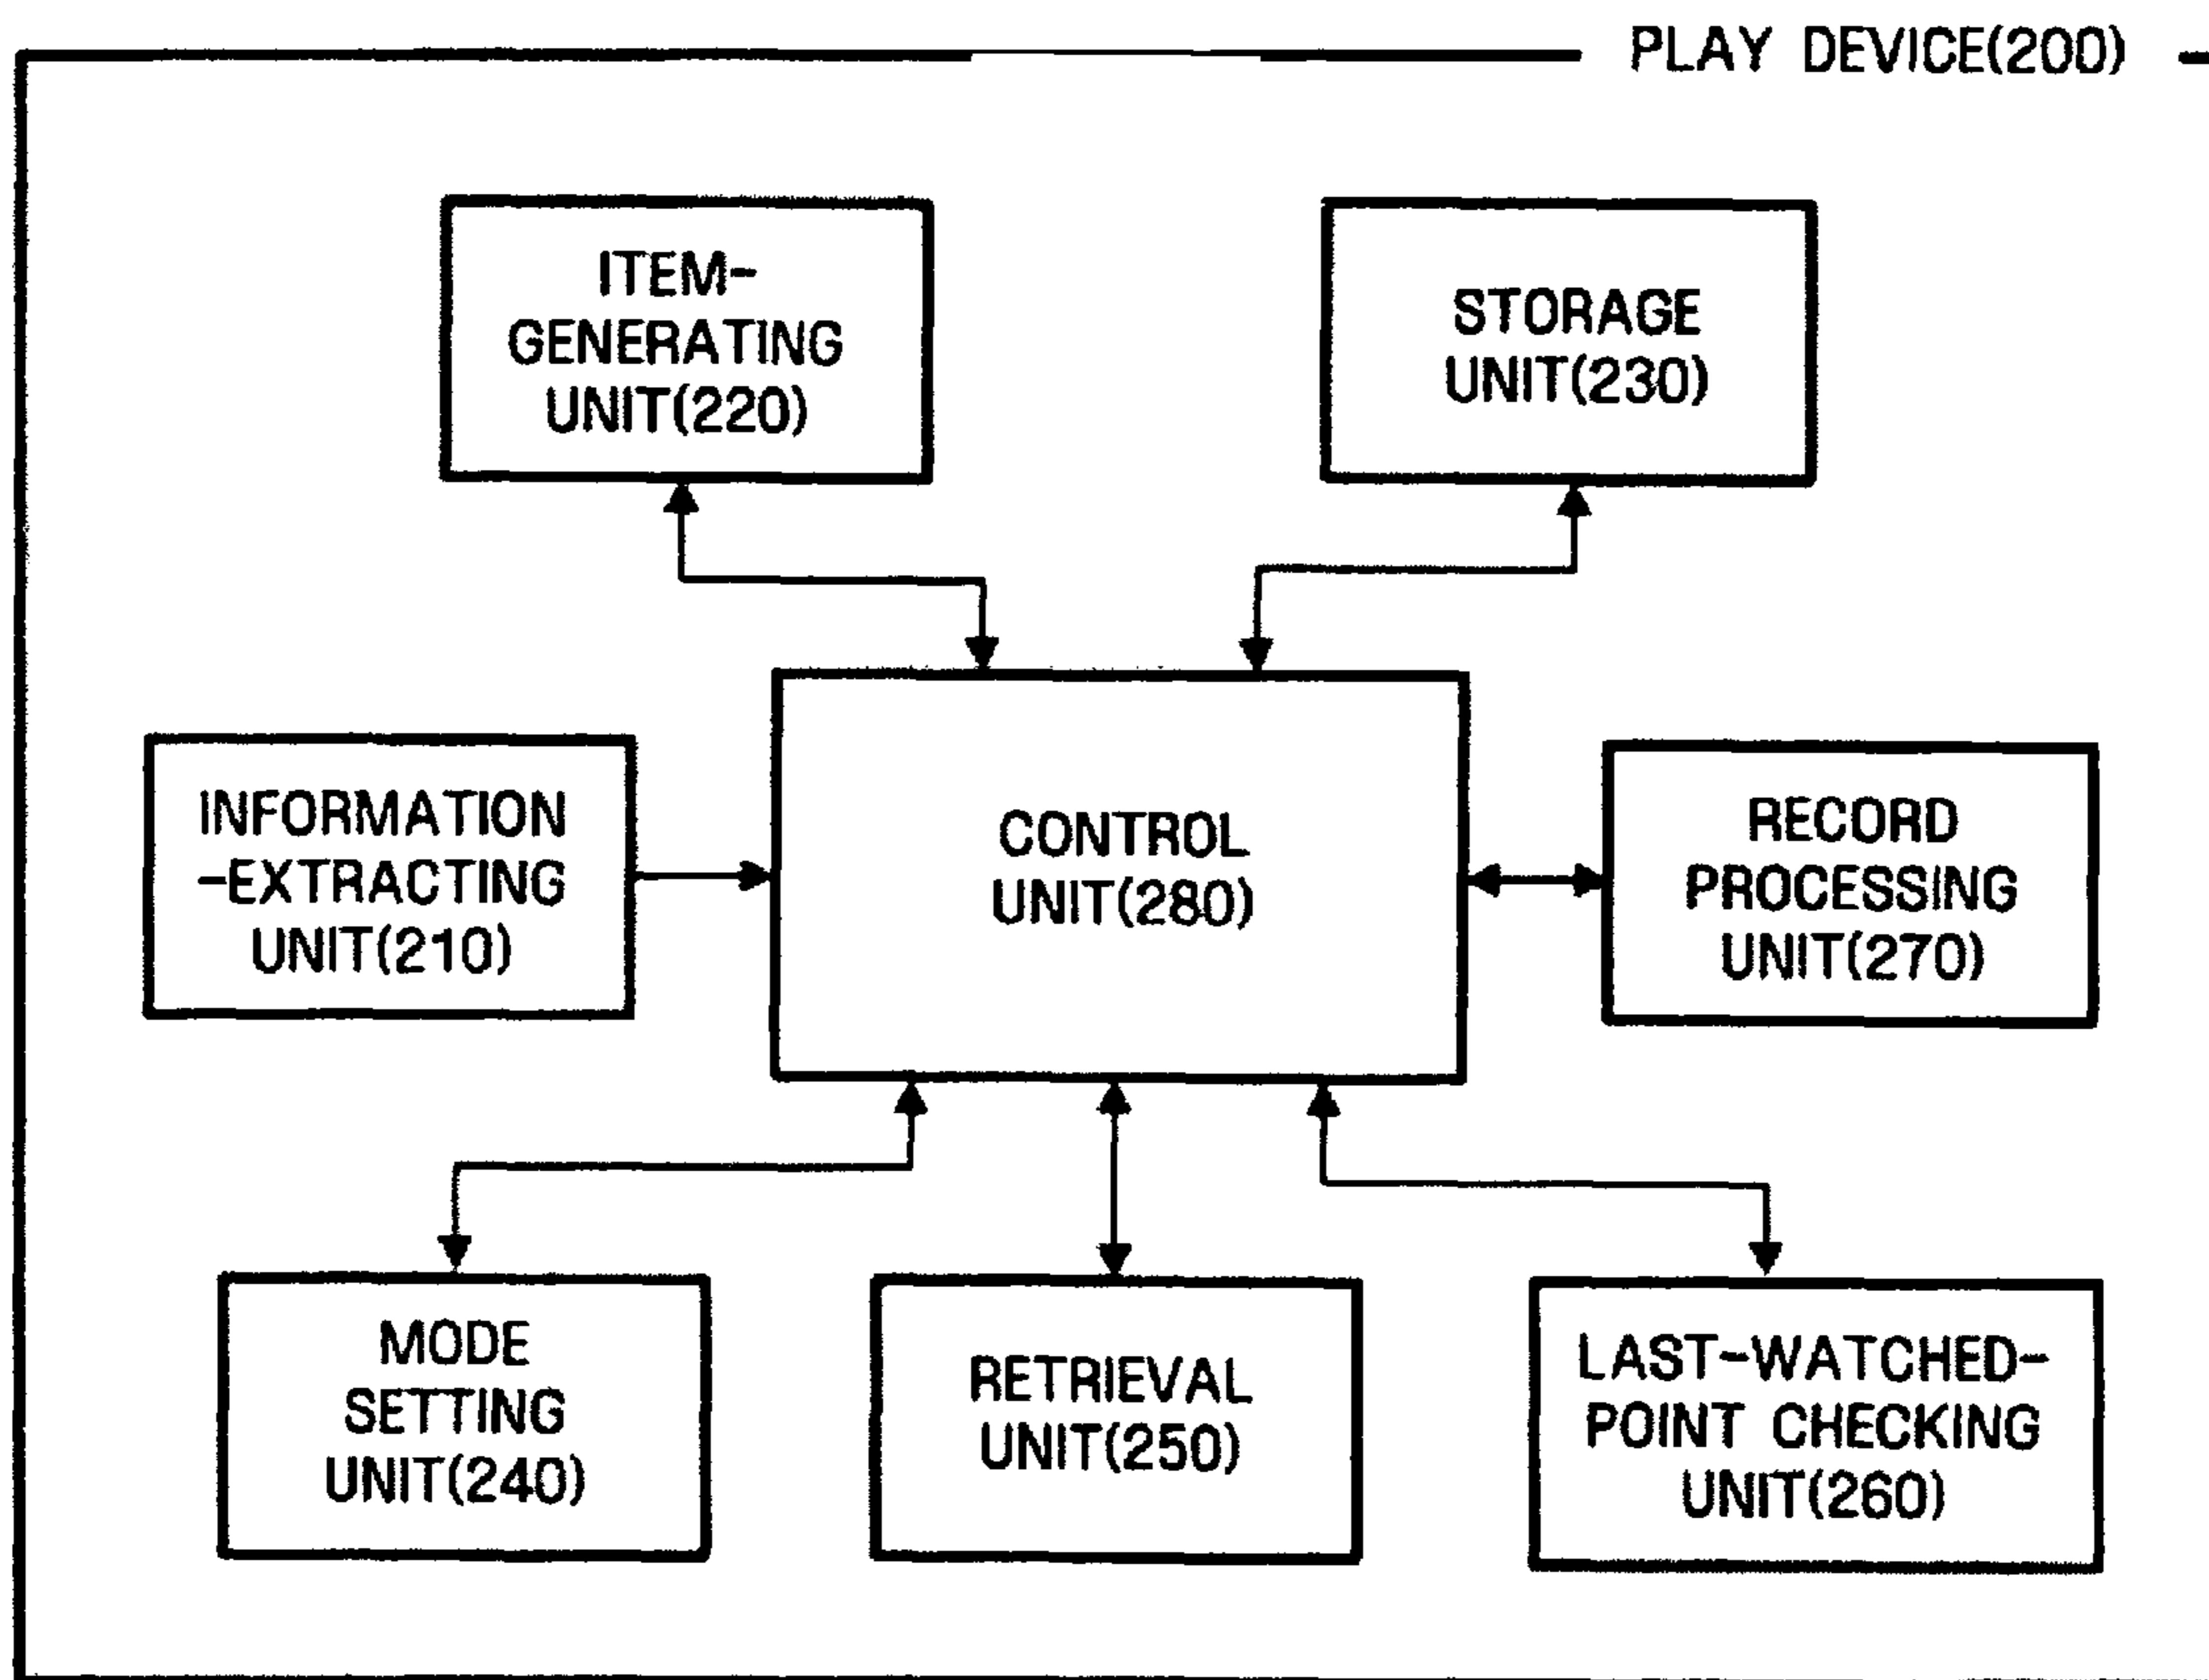 PLAY DEVICE(200)
ITEM-
GENERATING
UNIT(220)
STORAGE
UNIT(230)
INFORMATION
-EXTRACTING
UNIT(210)
CONTROL
UNIT(280)
RECORD
PROCESSING
UNIT(270)
MODE
SETTING
UNIT(240)
RETRIEVAL
UNIT(250)
LAST-WATCHED-
POINT CHECKING
UNIT(260)